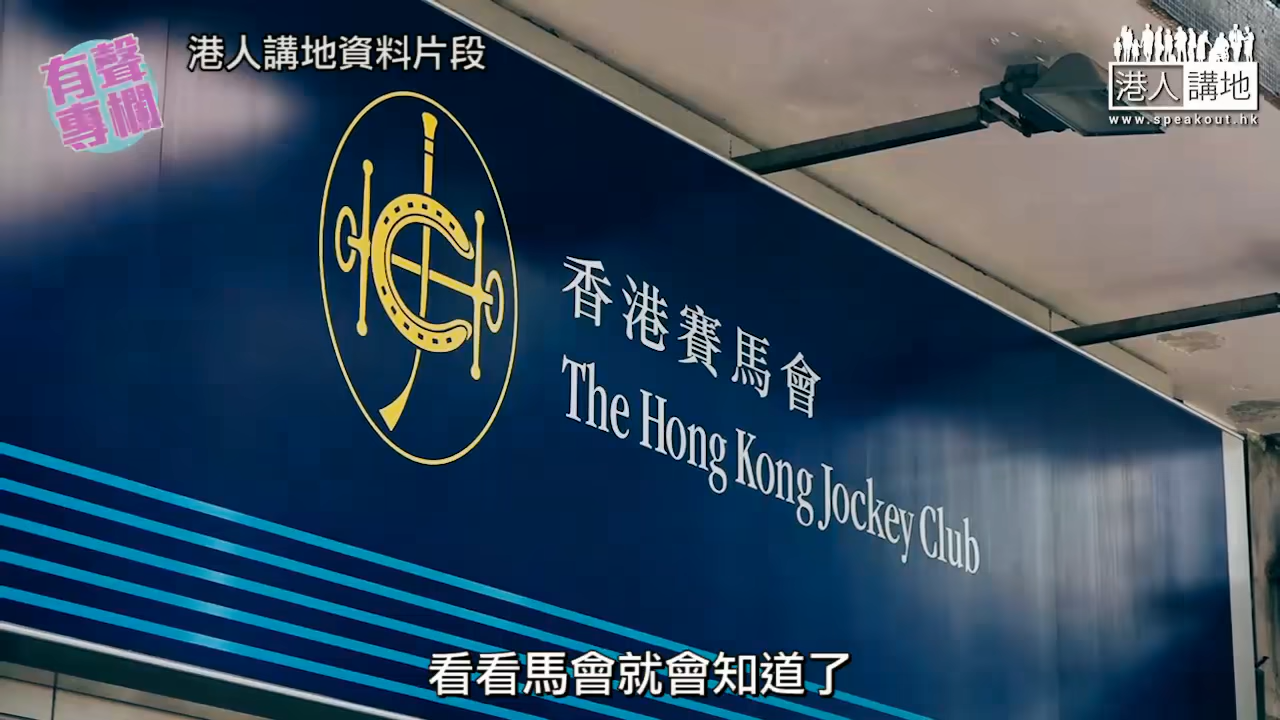 有聲
專欄
港人講地資料片段
港人講地
www.speakout.hk
香港賽馬會
The Hong Kong Jockey Club
看看馬會就會知道了